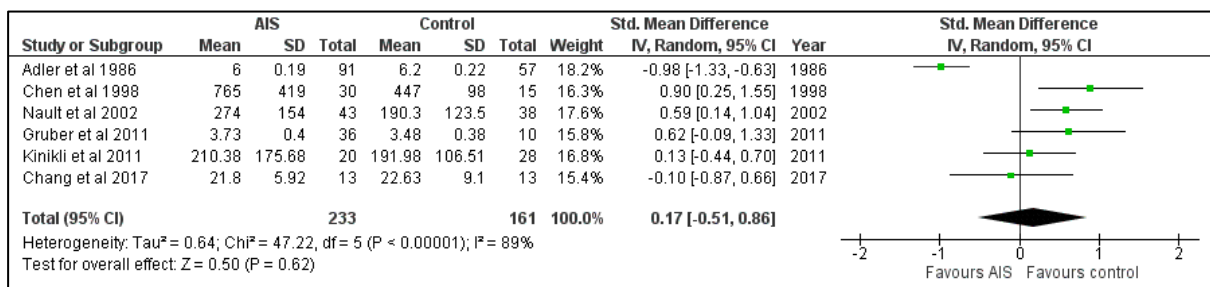 AIS Control Std. Mean Difference Std. Mean Difference
Study or Subgroup Mean SD Total Mean SD Total Weight IV, Random, 95% CI Year IV, Random, 95% CI
Adler et al 1986 6 0.19 91 6.2 0.22 57 18.2% -0.98 [-1.33, -0.63] 1986
Chen et al 1998 765 419 30 447 98 15 16.3% 0.90 [0.25, 1.55] 1998
Nault et al 2002 274 154 43 190.3 123.5 38 17.6% 0.59 [0.14, 1.04] 2002
Gruber et al 2011 3.73 0.4 36 3.48 0.38 10 15.8% 0.62 [-0.09, 1.33] 2011
Kinikli et al 2011 210.38 175.68 20 191.98 106.51 28 16.8% 0.13 [-0.44, 0.70] 2011
Chang et al 2017 21.8 5.92 13 22.63 9.1 13 15.4% -0.10 [-0.87, 0.66] 2017
Total (95% CI) 233 161 100.0% 0.17 [-0.51, 0.86]
Heterogeneity: Tau² = 0.64; Chi² = 47.22, df = 5 (P < 0.00001); I² = 89%
Test for overall effect: Z = 0.50 (P = 0.62)
-2 -1 0 1 2
Favours AIS Favours control